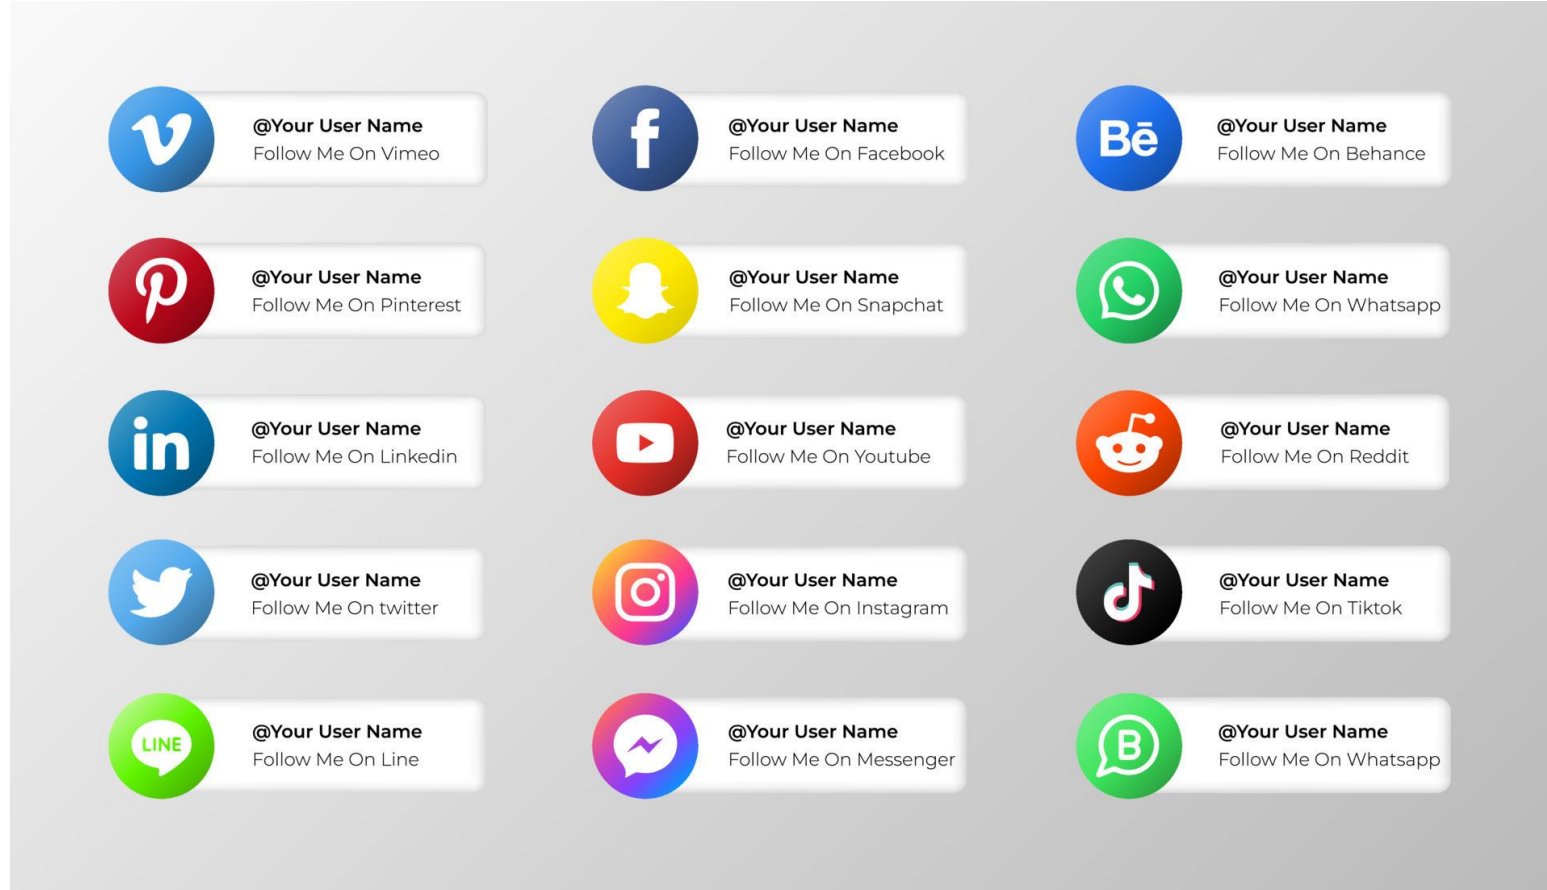 @Your User Name
Follow Me On Vimeo
@Your User Name
Follow Me On Facebook
Bē
@Your User Name
Follow Me On Behance
@Your User Name
Follow Me On Pinterest
@Your User Name
Follow Me On Snapchat
@Your User Name
Follow Me On Whatsapp
in
@Your User Name
Follow Me On Linkedin
@Your User Name
Follow Me On Youtube
@Your User Name
Follow Me On Reddit
@Your User Name
Follow Me On twitter
@Your User Name
Follow Me On Instagram
@Your User Name
Follow Me On Tiktok
LINE
@Your User Name
Follow Me On Line
@Your User Name
Follow Me On Messenger
B
@Your User Name
Follow Me On Whatsapp